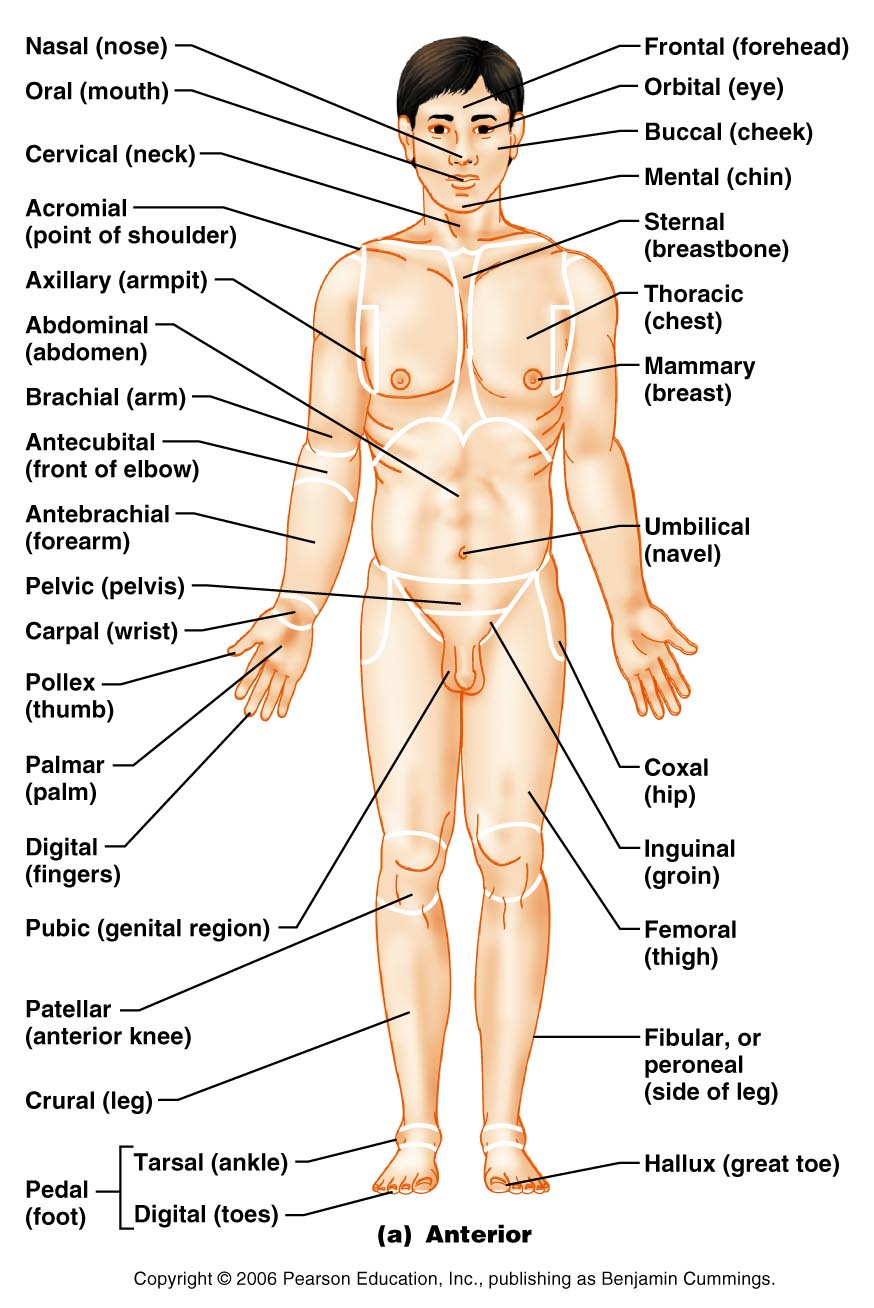 Nasal (nose)
Oral (mouth)
Cervical (neck)
Acromial
(point of shoulder)
Axillary (armpit)
Abdominal
(abdomen)
Brachial (arm)
Antecubital
(front of elbow)
Antebrachial
(forearm)
Pelvic (pelvis)
Carpal (wrist)
Pollex
(thumb)
Palmar
(palm)
Digital
(fingers)
Pubic (genital region)
Patellar
(anterior knee)
Crural (leg)
Pedal
(foot)
Tarsal (ankle)
Digital (toes)
Frontal (forehead)
Orbital (eye)
Buccal (cheek)
Mental (chin)
Sternal
(breastbone)
Thoracic
(chest)
Mammary
(breast)
Umbilical
(navel)
Coxal
(hip)
Inguinal
(groin)
Femoral
(thigh)
Fibular, or
peroneal
(side of leg)
Hallux (great toe)
(a) Anterior
Copyright © 2006 Pearson Education, Inc., publishing as Benjamin Cummings.